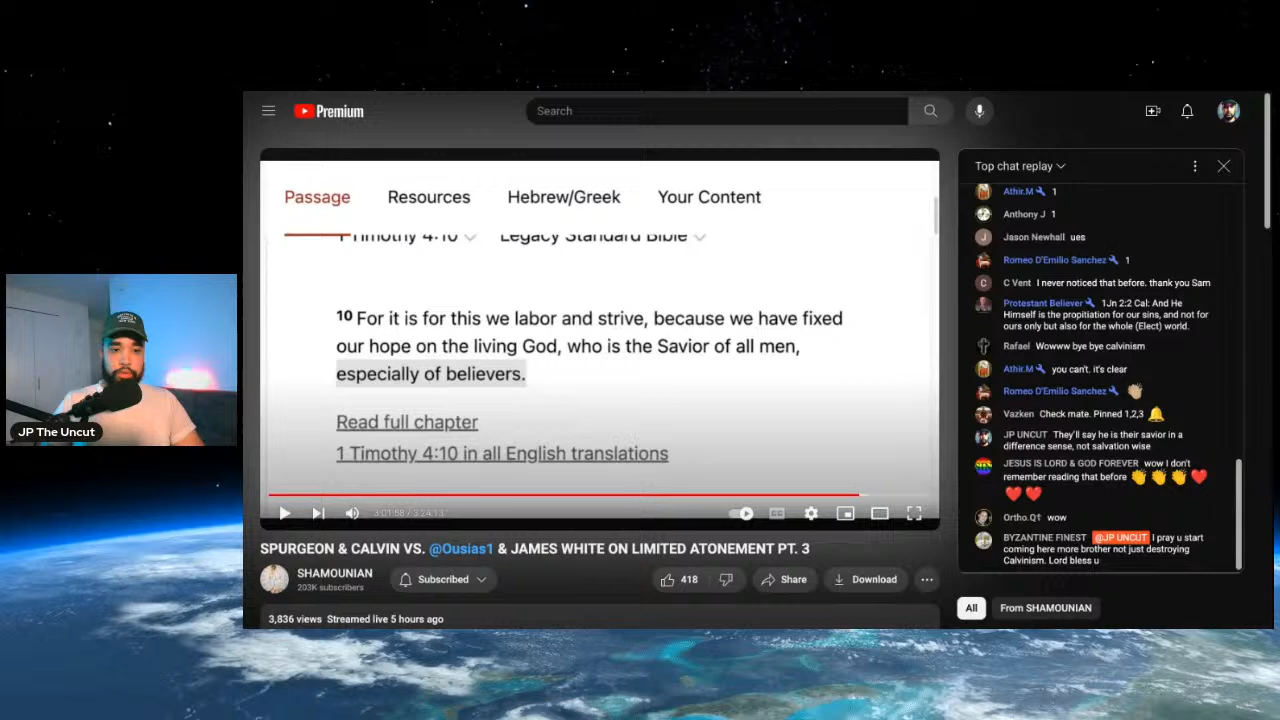 Premium
Search
Passage
Resources
Hebrew/Greek
Your Content
1 Timothy 4:10
Legacy Standard Bible
10 For it is for this we labor and strive, because we have fixed
our hope on the living God, who is the Savior of all men,
especially of believers.
Read full chapter
1 Timothy 4:10 in all English translations
3:01:58 / 3:24:13
SPURGEON & CALVIN VS. @Ousias1 & JAMES WHITE ON LIMITED ATONEMENT PT. 3
SHAMOUNIAN
203K subscribers
Subscribed
418
Share
Download
3,836 views Streamed live 5 hours ago
JP The Uncut
Top chat replay
Athir.M 1
Anthony J 1
J
Jason Newhall ues
Romeo D'Emilio Sanchez 1
C
C Vent I never noticed that before. thank you Sam
Protestant Believer 1Jn 2:2 Cal: And He
Himself is the propitiation for our sins, and not for
ours only but also for the whole (Elect) world.
Rafael Wowww bye bye calvinism
Athir.M you can't. it's clear
Romeo D'Emilio Sanchez 👏🏼
Vazken Check mate. Pinned 1,2,3 🔔
JP UNCUT They'll say he is their savior in a
difference sense, not salvation wise
JESUS IS LORD & GOD FOREVER wow I don't
remember reading that before 👏👏👏❤️
❤️❤️
Ortho.Q☦ wow
BYZANTINE FINEST @JP UNCUT I pray u start
coming here more brother not just destroying
Calvinism. Lord bless u
All
From SHAMOUNIAN